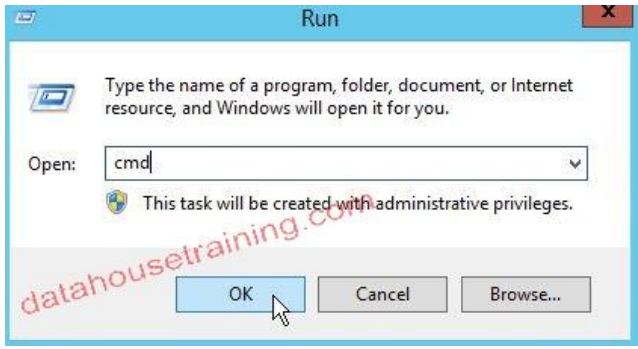 Run
x
Type the name of a program, folder, document, or Internet
resource, and Windows will open it for you.
Open: cmd
This task will be created with administrative privileges.
datahousetraining.com
OK Cancel Browse...